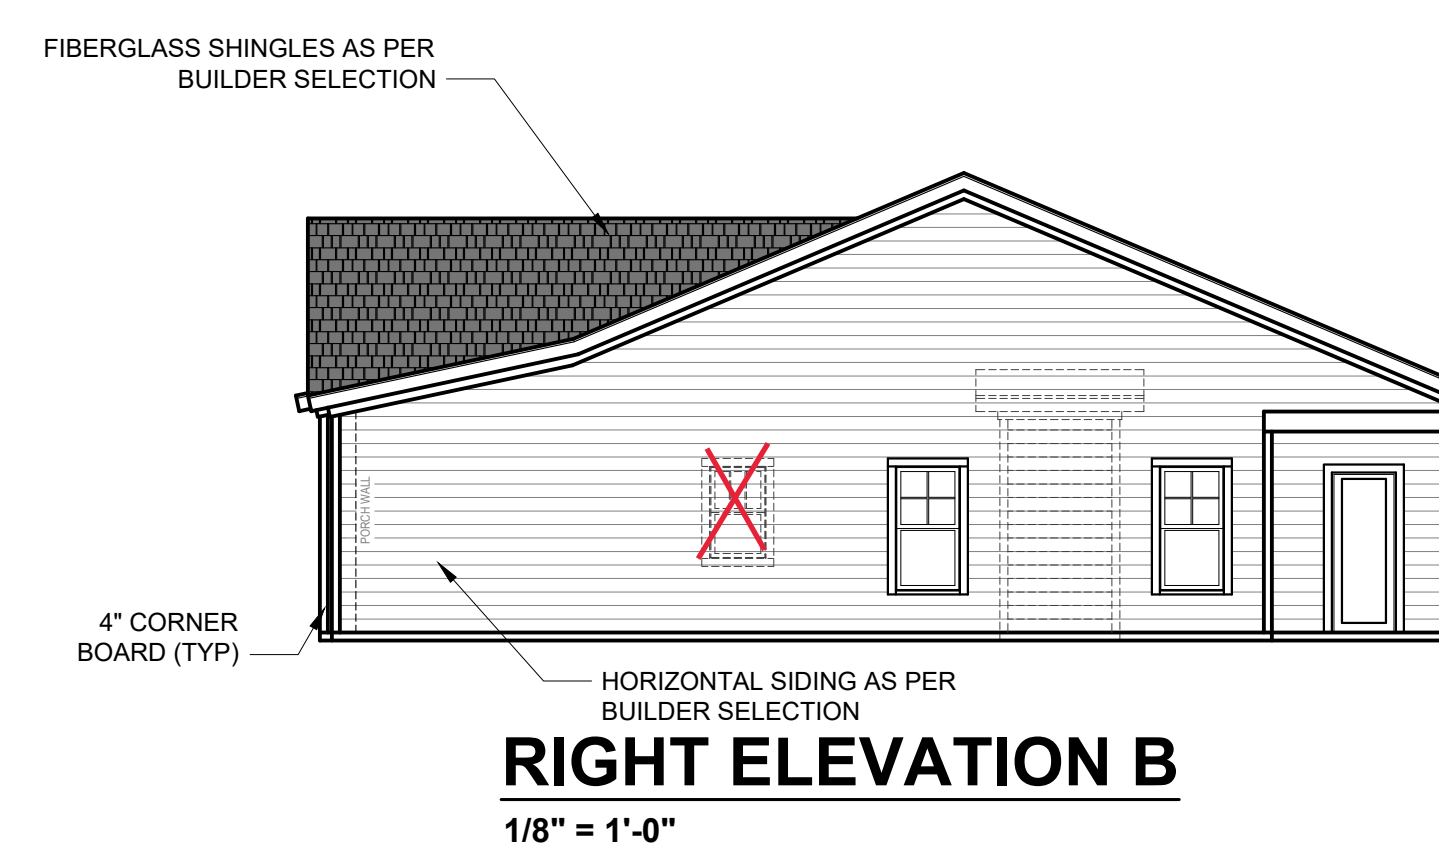 FIBERGLASS SHINGLES AS PER
BUILDER SELECTION
PORCH WALL
4" CORNER
BOARD (TYP)
HORIZONTAL SIDING AS PER
BUILDER SELECTION
RIGHT ELEVATION B
1/8" = 1'-0"